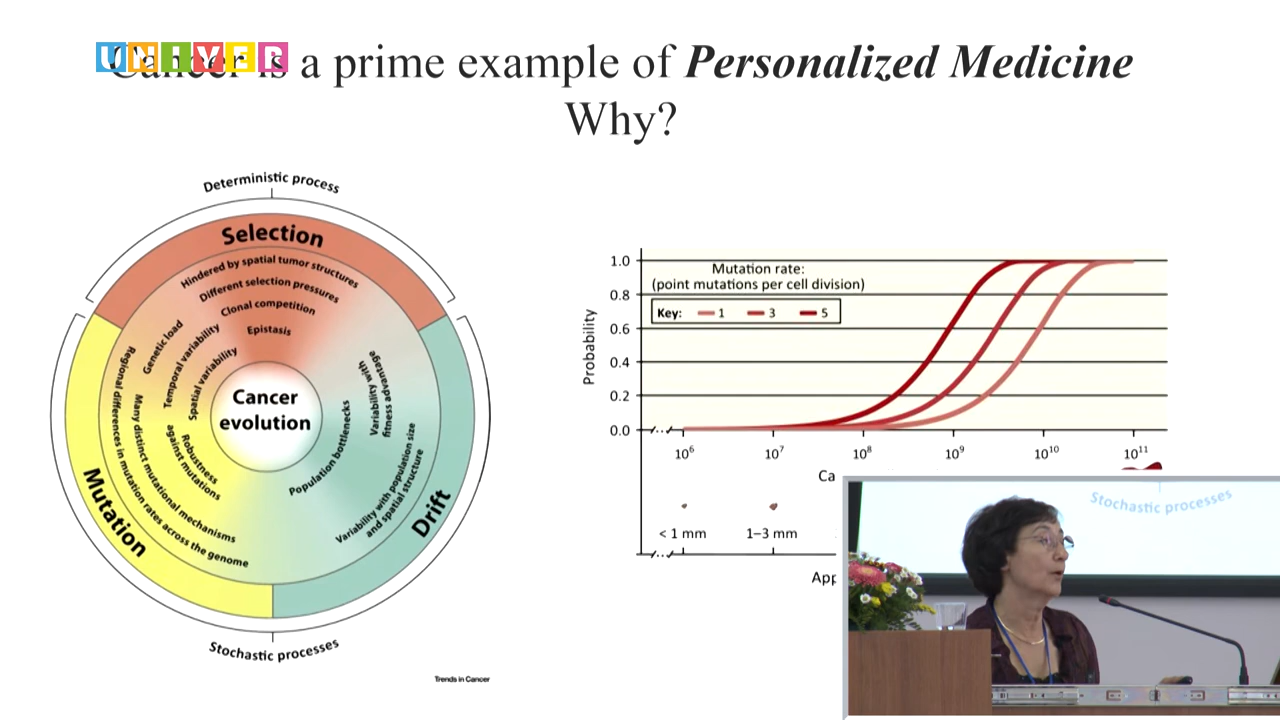 UNIVER
Cancer is a prime example of Personalized Medicine
Why?
Deterministic process
Selection
Hindered by spatial tumor structures
Different selection pressures
Clonal competition
Epistasis
Cancer
evolution
Genetic load
Temporal variability
Spatial variability
Regional differences in mutation rates across the genome
Many distinct mutational mechanisms
Robustness
against mutations
Mutation
Variability with
fitness advantage
Population bottlenecks
Variability with population size
and spatial structure
Drift
Stochastic processes
Trends in Cancer
Mutation rate:
(point mutations per cell division)
Key: 1 3 5
Probability
1.0
0.8
0.6
0.4
0.2
0.0
10⁶ 10⁷ 10⁸ 10⁹ 10¹⁰ 10¹¹
Ca
< 1 mm 1–3 mm
App
Stochastic processes